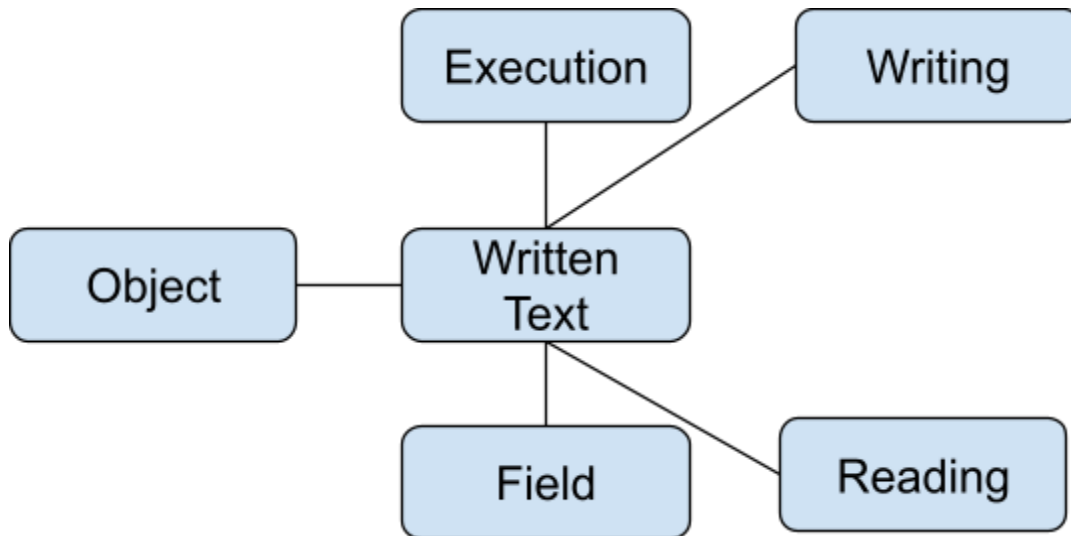 Execution
Writing
Object
Written
Text
Field
Reading